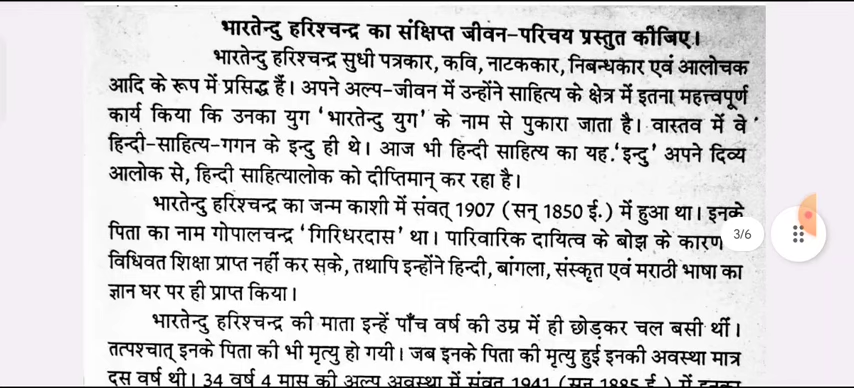 भारतेन्दु हरिश्चन्द्र का संक्षिप्त जीवन-परिचय प्रस्तुत कीजिए।
भारतेन्दु हरिश्चन्द्र सुधी पत्रकार, कवि, नाटककार, निबन्धकार एवं आलोचक
आदि के रूप में प्रसिद्ध हैं। अपने अल्प-जीवन में उन्होंने साहित्य के क्षेत्र में इतना महत्त्वपूर्ण
कार्य किया कि उनका युग 'भारतेन्दु युग' के नाम से पुकारा जाता है। वास्तव में वे
हिन्दी-साहित्य-गगन के इन्दु ही थे। आज भी हिन्दी साहित्य का यह 'इन्दु' अपने दिव्य
आलोक से, हिन्दी साहित्यालोक को दीप्तिमान् कर रहा है।
भारतेन्दु हरिश्चन्द्र का जन्म काशी में संवत् 1907 (सन् 1850 ई.) में हुआ था। इनके
पिता का नाम गोपालचन्द्र 'गिरिधरदास' था। पारिवारिक दायित्व के बोझ के कारण
3/6
विधिवत शिक्षा प्राप्त नहीं कर सके, तथापि इन्होंने हिन्दी, बांगला, संस्कृत एवं मराठी भाषा का
ज्ञान घर पर ही प्राप्त किया।
भारतेन्दु हरिश्चन्द्र की माता इन्हें पाँच वर्ष की उम्र में ही छोड़कर चल बसी थीं।
तत्पश्चात् इनके पिता की भी मृत्यु हो गयी। जब इनके पिता की मृत्यु हुई इनकी अवस्था मात्र
दस वर्ष थी। 34 वर्ष 4 मास की अल्प अवस्था में संवत् 1941 (सन् 1885 ई.) में